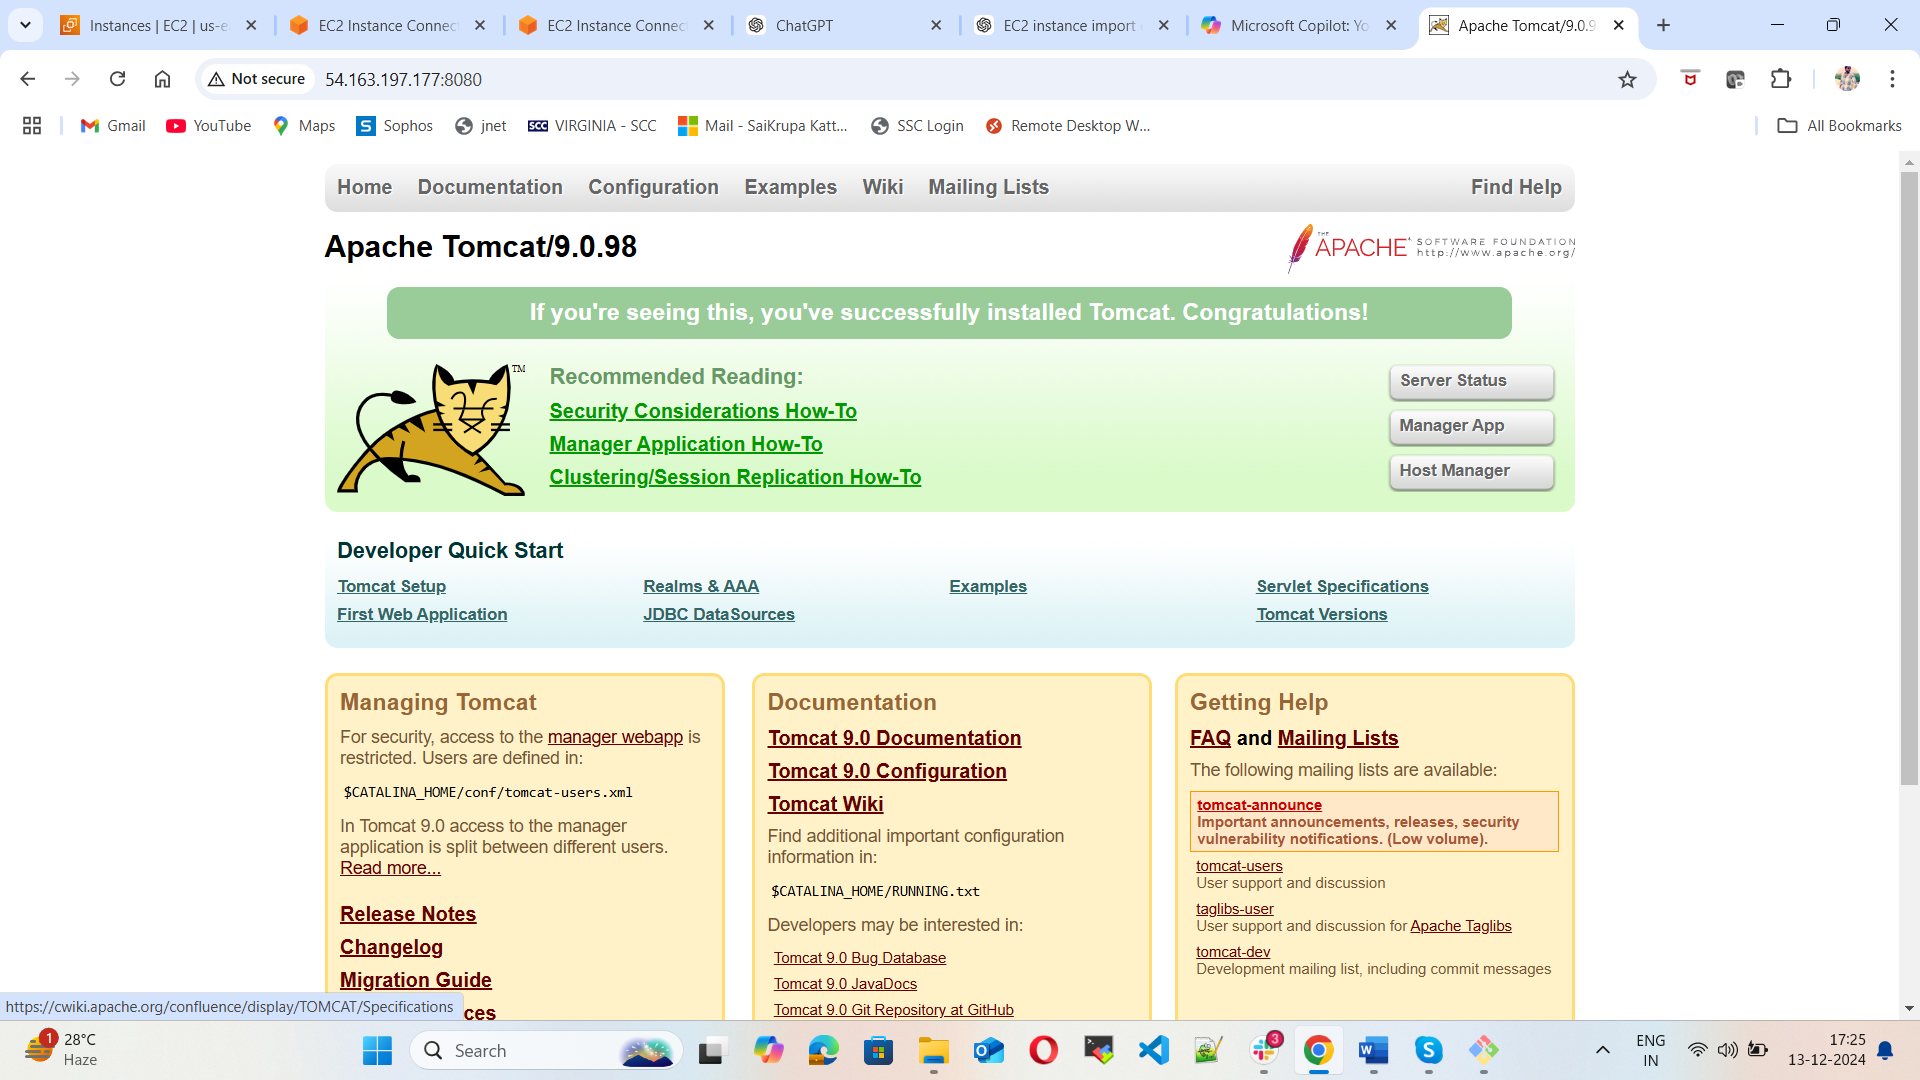 Instances | EC2 | us-e
EC2 Instance Connect
EC2 Instance Connect
ChatGPT
EC2 instance import
Microsoft Copilot: Yo
Apache Tomcat/9.0.9
Not secure
54.163.197.177:8080
Gmail
YouTube
Maps
Sophos
jnet
SCC VIRGINIA - SCC
Mail - SaiKrupa Katt...
SSC Login
Remote Desktop W...
All Bookmarks
Home
Documentation
Configuration
Examples
Wiki
Mailing Lists
Find Help
Apache Tomcat/9.0.98
THE APACHE SOFTWARE FOUNDATION
http://www.apache.org/
If you're seeing this, you've successfully installed Tomcat. Congratulations!
TM
Recommended Reading:
Security Considerations How-To
Manager Application How-To
Clustering/Session Replication How-To
Server Status
Manager App
Host Manager
Developer Quick Start
Tomcat Setup
Realms & AAA
Examples
Servlet Specifications
First Web Application
JDBC DataSources
Tomcat Versions
Managing Tomcat
For security, access to the manager webapp is
restricted. Users are defined in:
$CATALINA_HOME/conf/tomcat-users.xml
In Tomcat 9.0 access to the manager
application is split between different users.
Read more...
Release Notes
Changelog
Migration Guide
ces
Documentation
Tomcat 9.0 Documentation
Tomcat 9.0 Configuration
Tomcat Wiki
Find additional important configuration
information in:
$CATALINA_HOME/RUNNING.txt
Developers may be interested in:
Tomcat 9.0 Bug Database
Tomcat 9.0 JavaDocs
Tomcat 9.0 Git Repository at GitHub
Getting Help
FAQ and Mailing Lists
The following mailing lists are available:
tomcat-announce
Important announcements, releases, security
vulnerability notifications. (Low volume).
tomcat-users
User support and discussion
taglibs-user
User support and discussion for Apache Taglibs
tomcat-dev
Development mailing list, including commit messages
https://cwiki.apache.org/confluence/display/TOMCAT/Specifications
1
28°C
Haze
Search
3
ENG
IN
17:25
13-12-2024